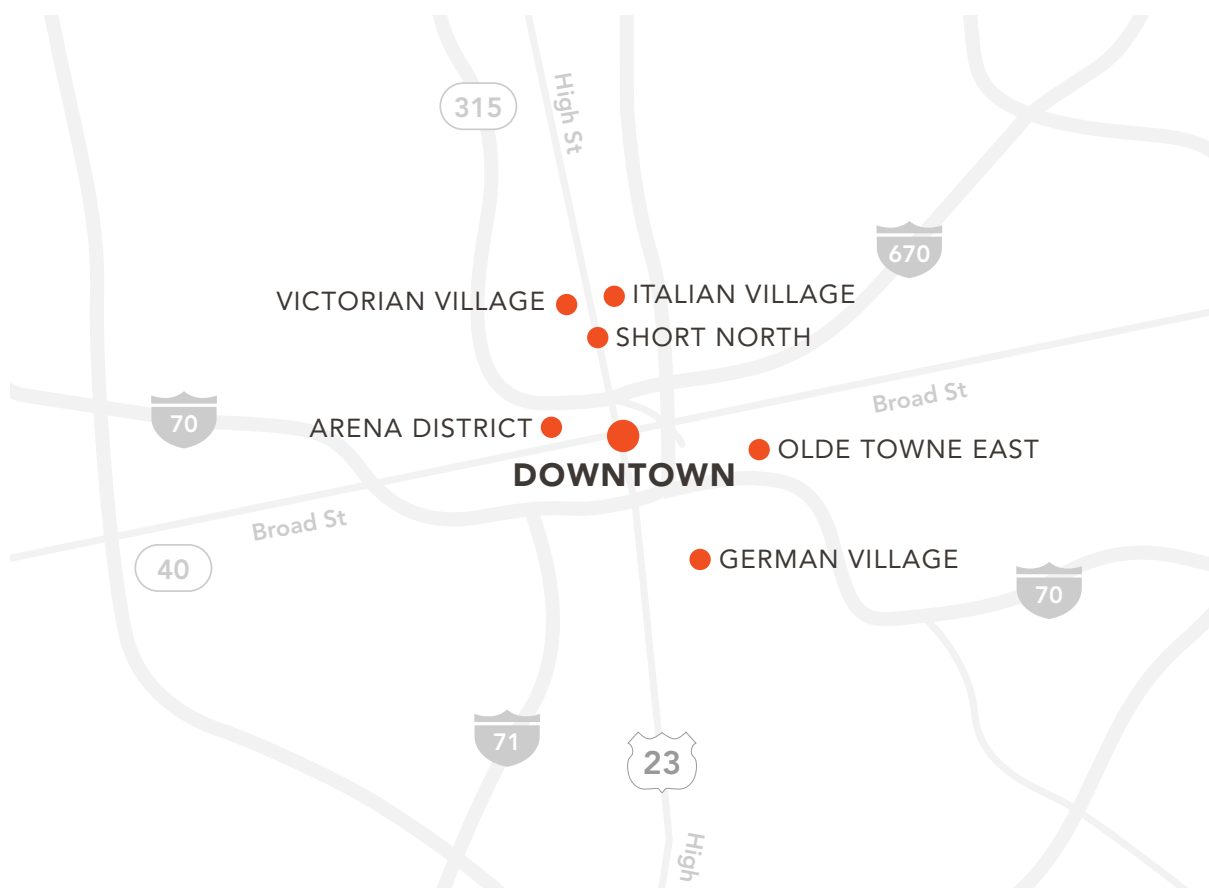 315
High St
670
VICTORIAN VILLAGE
ITALIAN VILLAGE
SHORT NORTH
Broad St
70
ARENA DISTRICT
OLDE TOWNE EAST
DOWNTOWN
Broad St
40
GERMAN VILLAGE
70
71
23
High